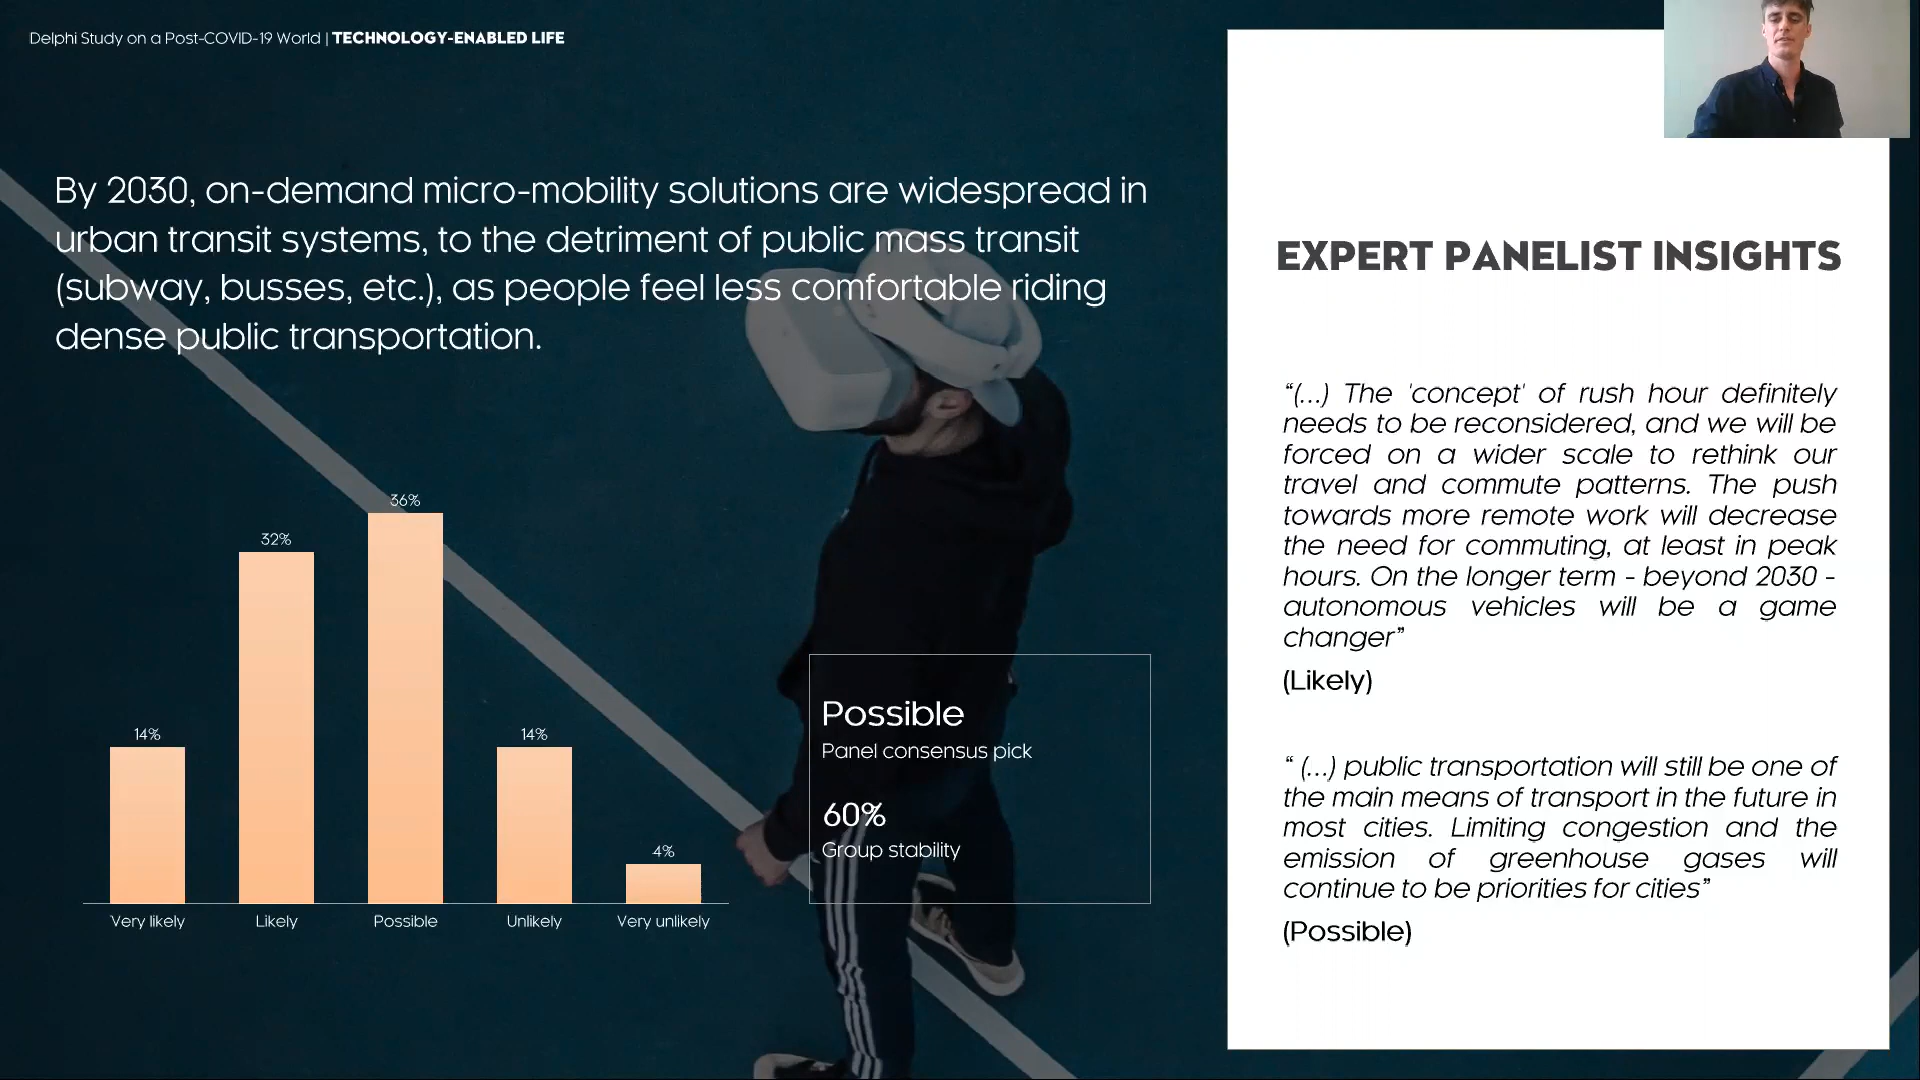 Delphi Study on a Post-COVID-19 World | TECHNOLOGY-ENABLED LIFE
By 2030, on-demand micro-mobility solutions are widespread in
urban transit systems, to the detriment of public mass transit
(subway, busses, etc.), as people feel less comfortable riding
dense public transportation.
14%
32%
36%
14%
4%
Very likely
Likely
Possible
Unlikely
Very unlikely
Possible
Panel consensus pick
60%
Group stability
EXPERT PANELIST INSIGHTS
“(...) The 'concept' of rush hour definitely
needs to be reconsidered, and we will be
forced on a wider scale to rethink our
travel and commute patterns. The push
towards more remote work will decrease
the need for commuting, at least in peak
hours. On the longer term - beyond 2030 -
autonomous vehicles will be a game
changer”
(Likely)
“ (...) public transportation will still be one of
the main means of transport in the future in
most cities. Limiting congestion and the
emission of greenhouse gases will
continue to be priorities for cities”
(Possible)